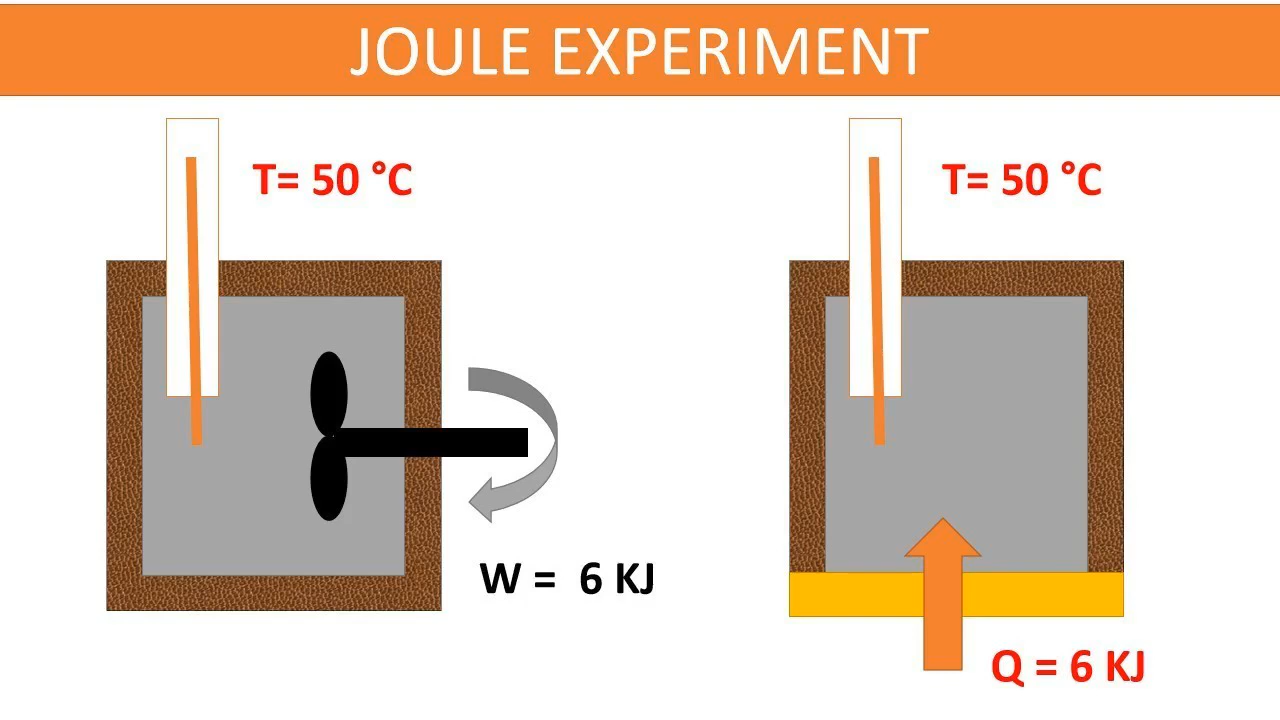 JOULE EXPERIMENT
T= 50 °C
T= 50 °C
W = 6 KJ
Q = 6 KJ